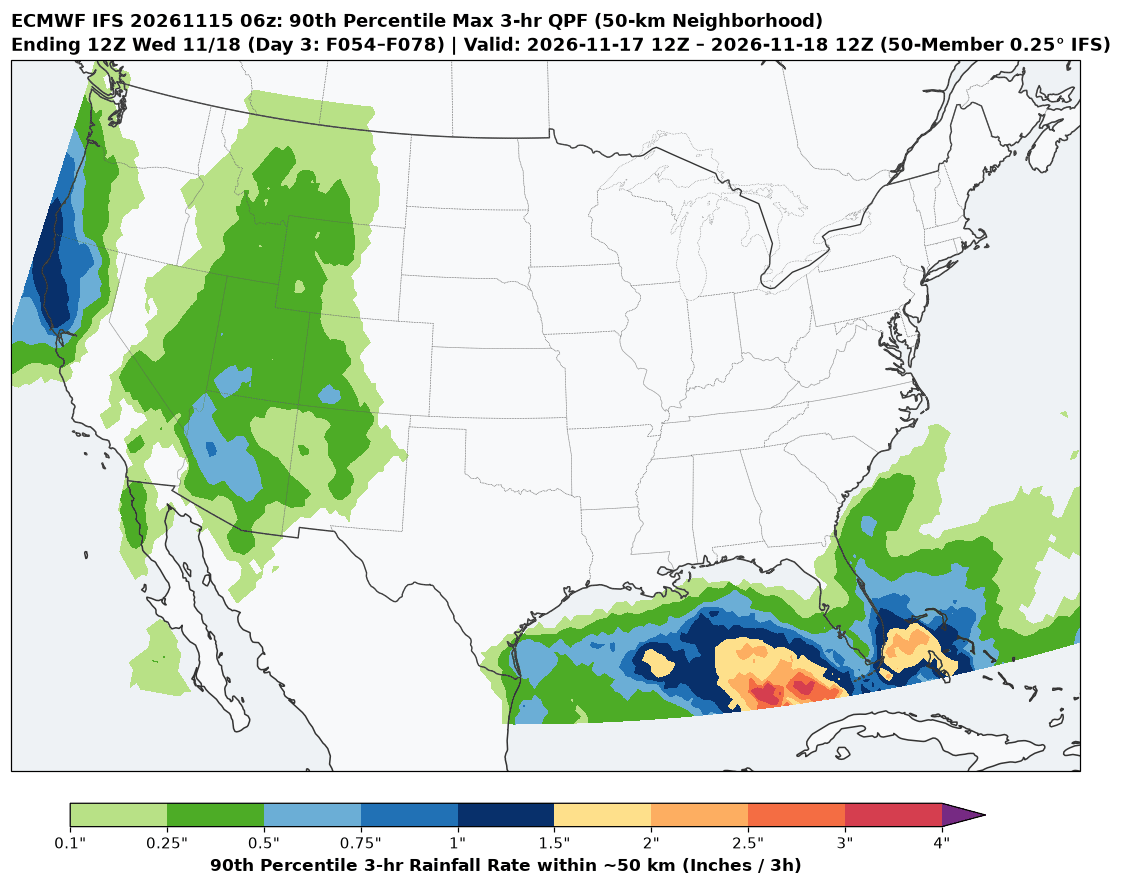 ECMWF IFS 20261115 06z: 90th Percentile Max 3-hr QPF (50-km Neighborhood)
Ending 12Z Wed 11/18 (Day 3: F054–F078) | Valid: 2026-11-17 12Z – 2026-11-18 12Z (50-Member 0.25° IFS)
0.1" 0.25" 0.5" 0.75" 1" 1.5" 2" 2.5" 3" 4"
90th Percentile 3-hr Rainfall Rate within ~50 km (Inches / 3h)